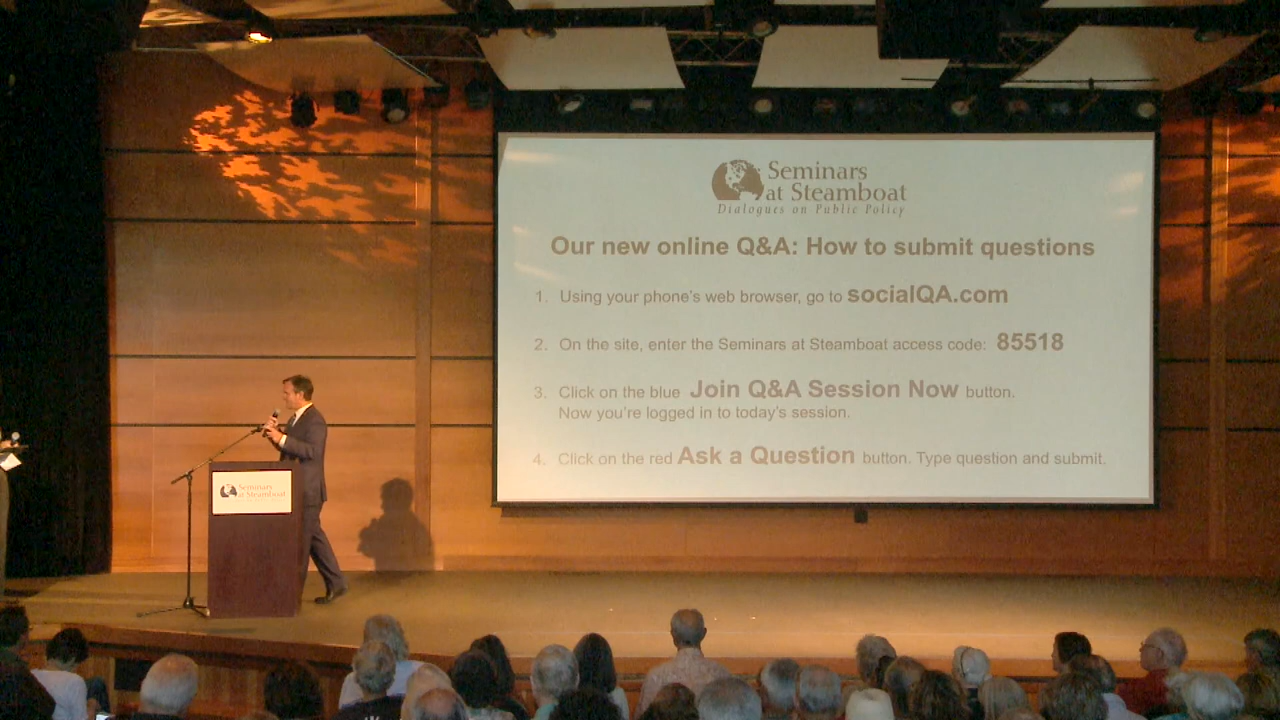 Seminars
at Steamboat
Dialogues on Public Policy
Our new online Q&A: How to submit questions
1. Using your phone's web browser, go to socialQA.com
2. On the site, enter the Seminars at Steamboat access code: 85518
3. Click on the blue Join Q&A Session Now button.
Now you're logged in to today's session.
4. Click on the red Ask a Question button. Type question and submit.
Seminars
at Steamboat